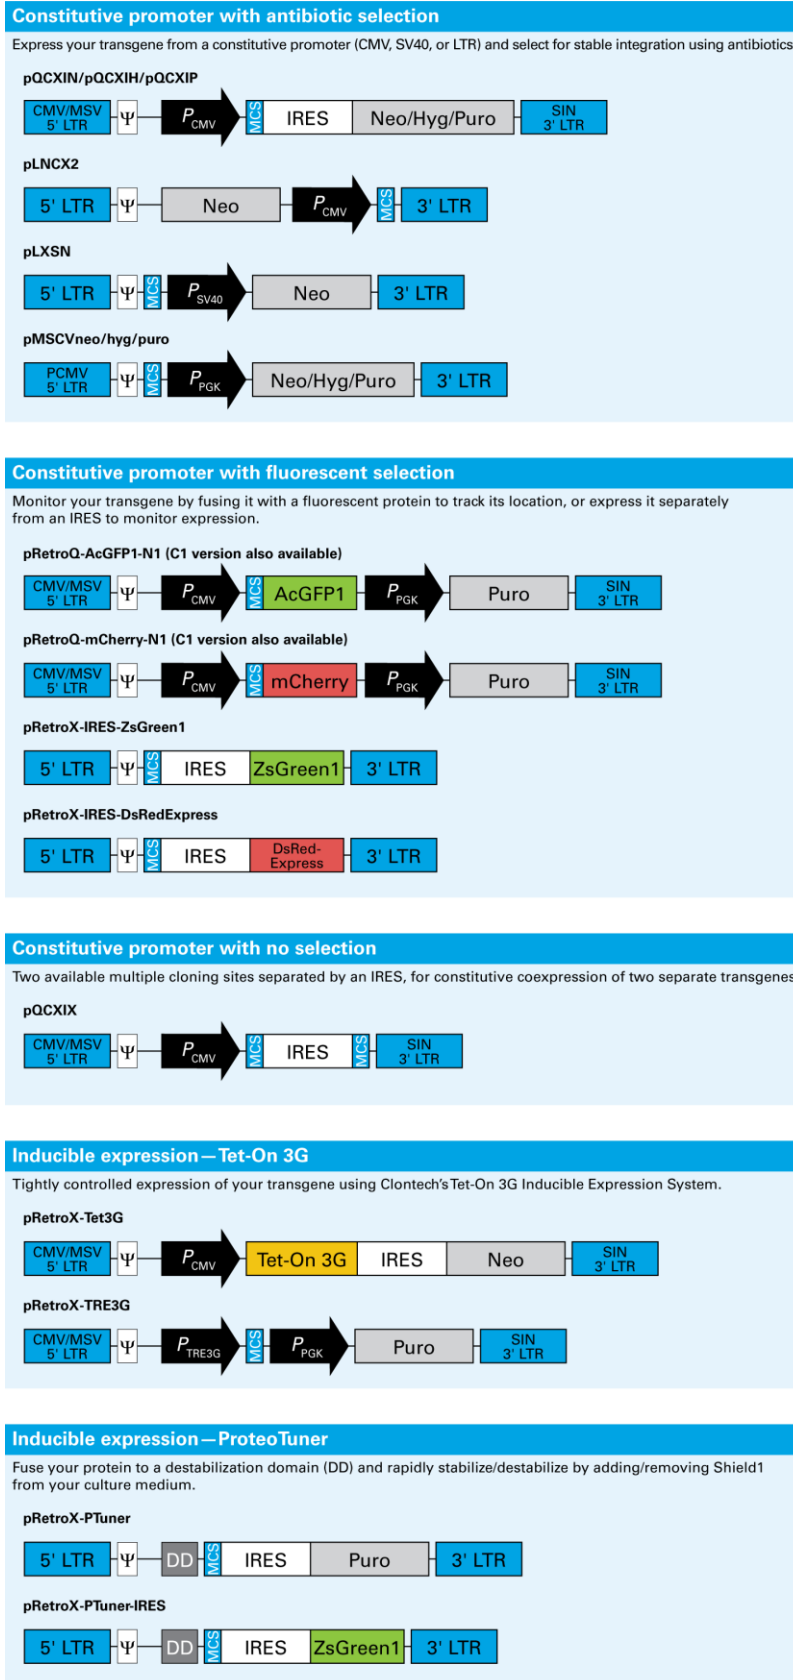 Constitutive promoter with antibiotic selection
Express your transgene from a constitutive promoter (CMV, SV40, or LTR) and select for stable integration using antibiotics
pQCXIN/pQCXIH/pQCXIP
CMV/MSV 5' LTR Ψ PCMV MCS IRES Neo/Hyg/Puro SIN 3' LTR
pLNCX2
5' LTR Ψ Neo PCMV MCS 3' LTR
pLXSN
5' LTR Ψ MCS PSV40 Neo 3' LTR
pMSCVneo/hyg/puro
PCMV 5' LTR Ψ MCS PPGK Neo/Hyg/Puro 3' LTR
Constitutive promoter with fluorescent selection
Monitor your transgene by fusing it with a fluorescent protein to track its location, or express it separately
from an IRES to monitor expression.
pRetroQ-AcGFP1-N1 (C1 version also available)
CMV/MSV 5' LTR Ψ PCMV MCS AcGFP1 PPGK Puro SIN 3' LTR
pRetroQ-mCherry-N1 (C1 version also available)
CMV/MSV 5' LTR Ψ PCMV MCS mCherry PPGK Puro SIN 3' LTR
pRetroX-IRES-ZsGreen1
5' LTR Ψ MCS IRES ZsGreen1 3' LTR
pRetroX-IRES-DsRedExpress
5' LTR Ψ MCS IRES DsRed-Express 3' LTR
Constitutive promoter with no selection
Two available multiple cloning sites separated by an IRES, for constitutive coexpression of two separate transgenes
pQCXIX
CMV/MSV 5' LTR Ψ PCMV MCS IRES MCS SIN 3' LTR
Inducible expression—Tet-On 3G
Tightly controlled expression of your transgene using Clontech's Tet-On 3G Inducible Expression System.
pRetroX-Tet3G
CMV/MSV 5' LTR Ψ PCMV Tet-On 3G IRES Neo SIN 3' LTR
pRetroX-TRE3G
CMV/MSV 5' LTR Ψ PTRE3G MCS PPGK Puro SIN 3' LTR
Inducible expression—ProteoTuner
Fuse your protein to a destabilization domain (DD) and rapidly stabilize/destabilize by adding/removing Shield1
from your culture medium.
pRetroX-PTuner
5' LTR Ψ DD MCS IRES Puro 3' LTR
pRetroX-PTuner-IRES
5' LTR Ψ DD MCS IRES ZsGreen1 3' LTR